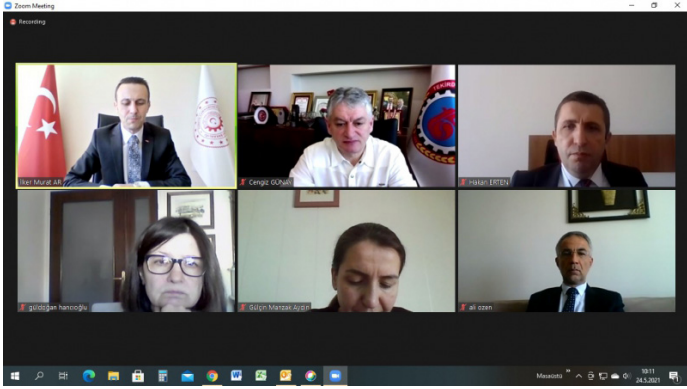 Zoom Meeting
Recording
İlker Murat AR
Cengiz GÜNAY
Hakan ERTEN
güldoğan hancıoğlu
Gülçin Manzak Aydın
ali ozen
Masaüstü
10:11
24.5.2021